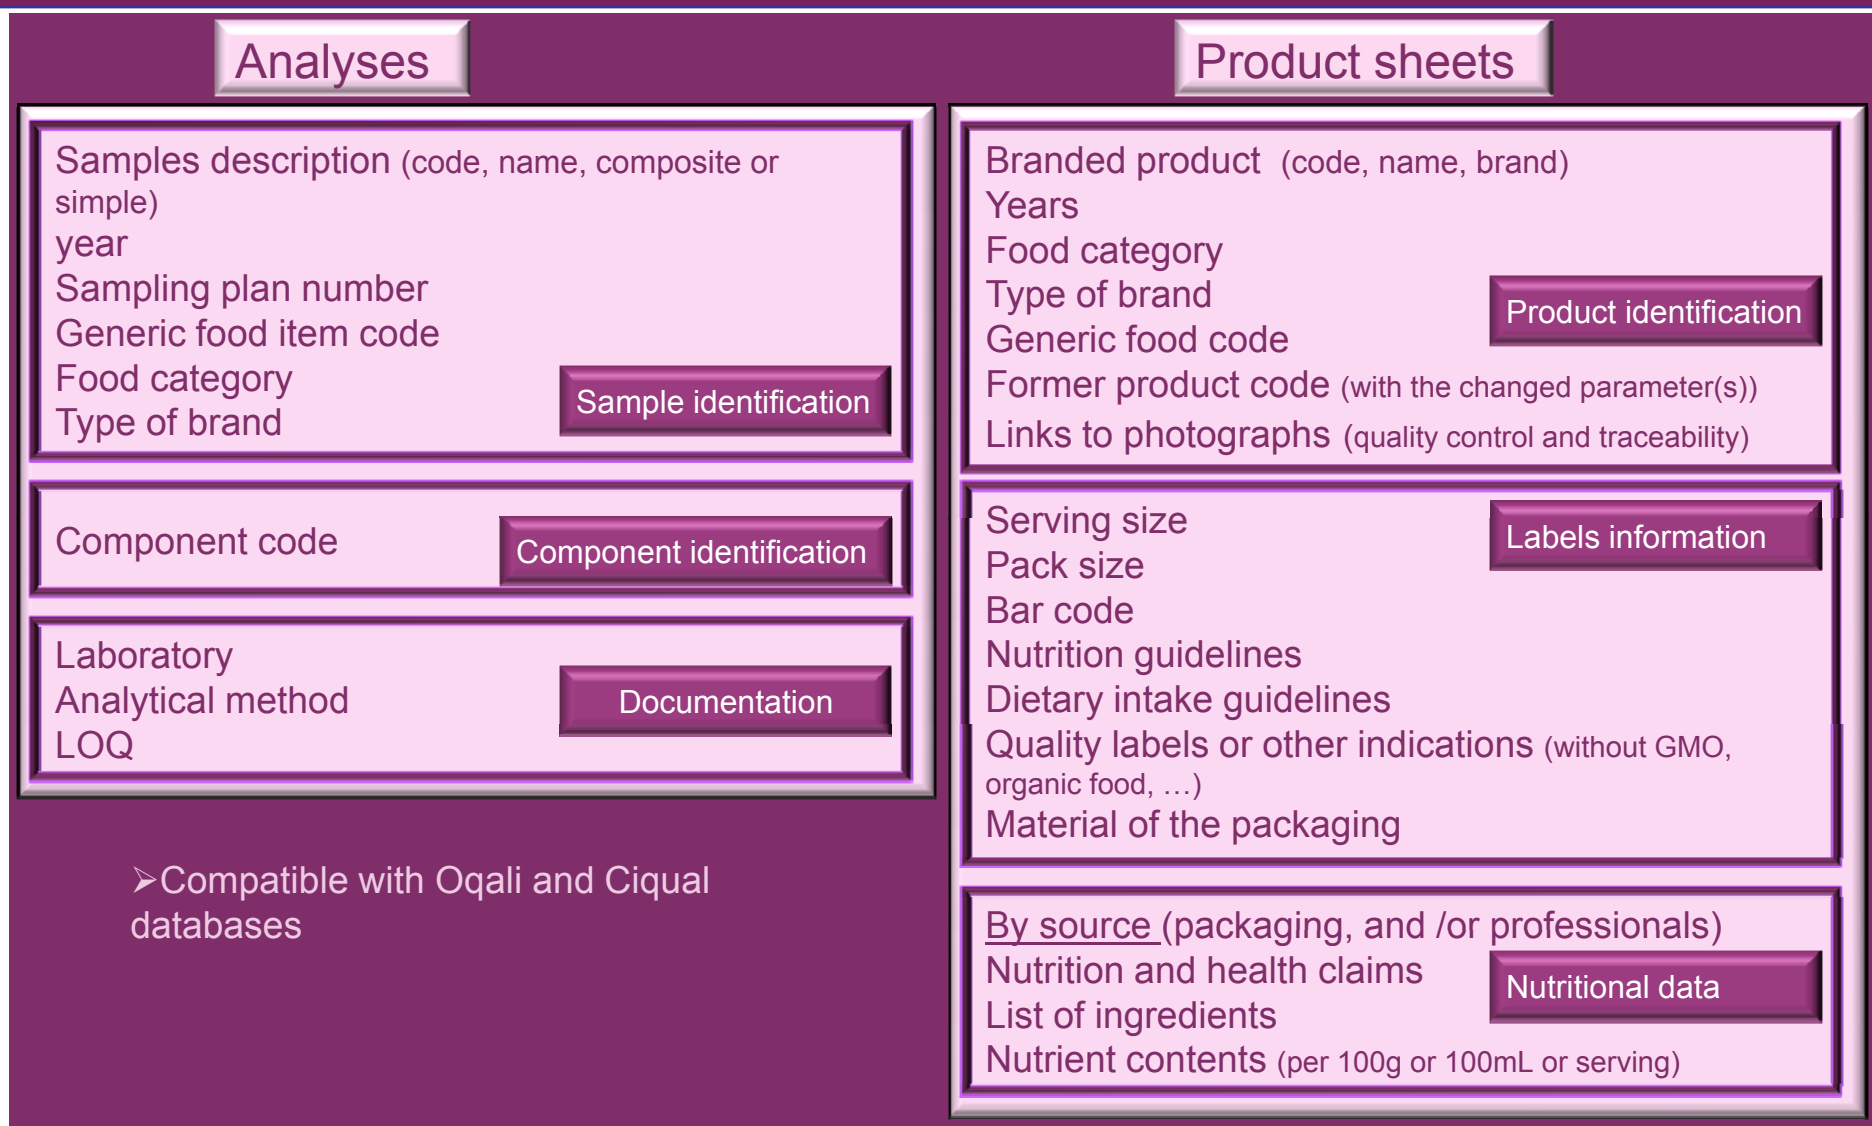 Analyses
Samples description (code, name, composite or
simple)
year
Sampling plan number
Generic food item code
Food category
Type of brand
Sample identification
Component code
Component identification
Laboratory
Analytical method
LOQ
Documentation
➢Compatible with Oqali and Ciqual
databases
Product sheets
Branded product (code, name, brand)
Years
Food category
Type of brand
Generic food code
Former product code (with the changed parameter(s))
Links to photographs (quality control and traceability)
Product identification
Serving size
Pack size
Bar code
Nutrition guidelines
Dietary intake guidelines
Quality labels or other indications (without GMO,
organic food, …)
Material of the packaging
Labels information
By source (packaging, and /or professionals)
Nutrition and health claims
List of ingredients
Nutrient contents (per 100g or 100mL or serving)
Nutritional data